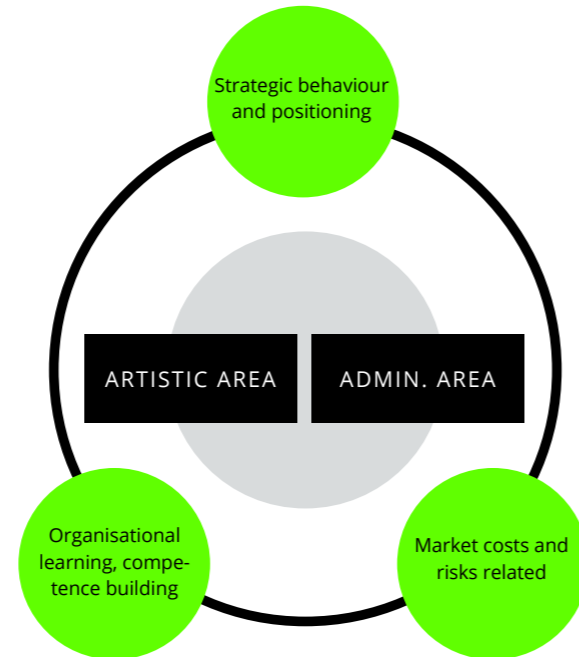 Strategic behaviour
and positioning
ARTISTIC AREA
ADMIN. AREA
Organisational
learning, compe-
tence building
Market costs and
risks related